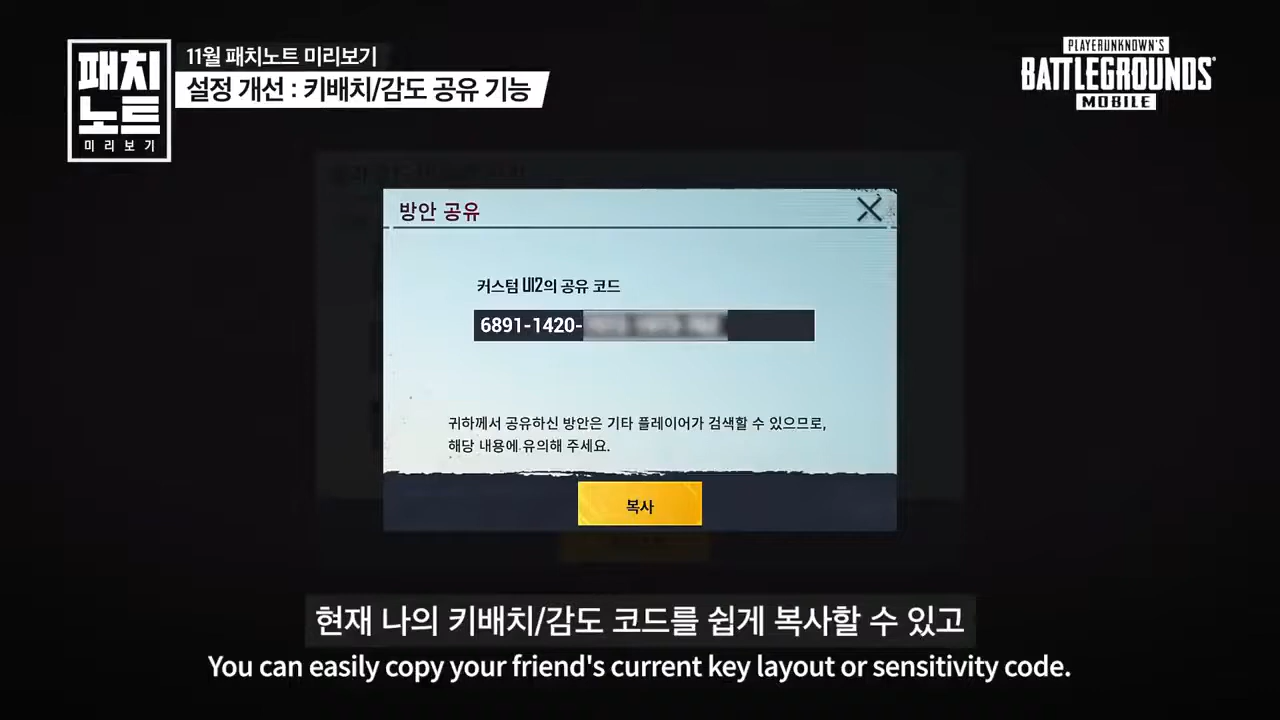 패치
노트
미리보기
11월 패치노트 미리보기
설정 개선 : 키배치/감도 공유 기능
PLAYERUNKNOWN'S
BATTLEGROUNDS
MOBILE
방안 공유
커스텀 UI2의 공유 코드
6891-1420-
귀하께서 공유하신 방안은 기타 플레이어가 검색할 수 있으므로,
해당 내용에 유의해 주세요.
복사
현재 나의 키배치/감도 코드를 쉽게 복사할 수 있고
You can easily copy your friend's current key layout or sensitivity code.